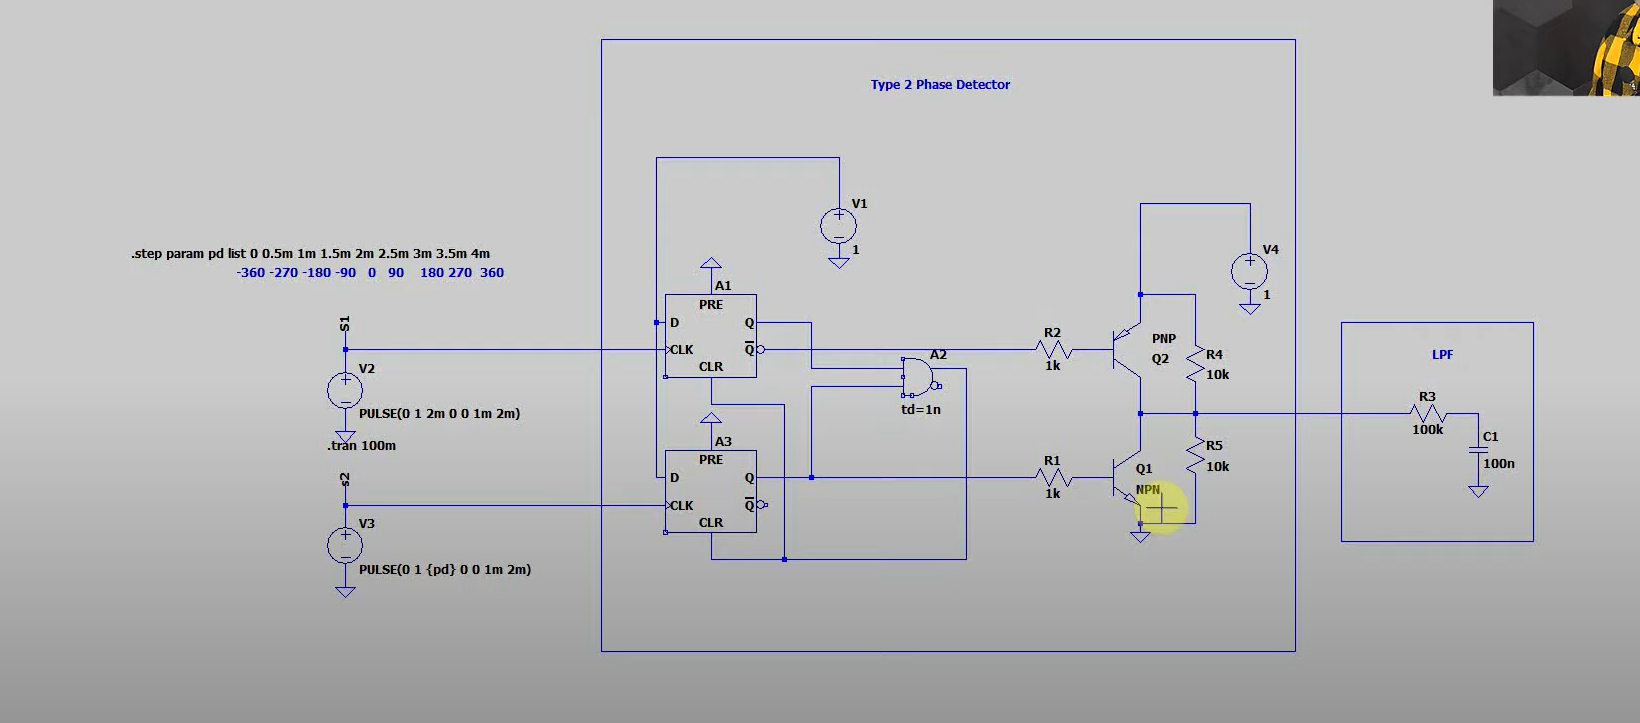 Type 2 Phase Detector
V1
1
.step param pd list 0 0.5m 1m 1.5m 2m 2.5m 3m 3.5m 4m
-360 -270 -180 -90 0 90 180 270 360
V4
1
A1
PRE
D
Q
CLK
Q
CLR
S1
V2
PULSE(0 1 2m 0 0 1m 2m)
.tran 100m
R2
1k
PNP
Q2
R4
10k
A2
td=1n
LPF
R3
100k
C1
100n
A3
PRE
D
Q
CLK
Q
CLR
s2
V3
PULSE(0 1 {pd} 0 0 1m 2m)
R1
1k
Q1
NPN
R5
10k